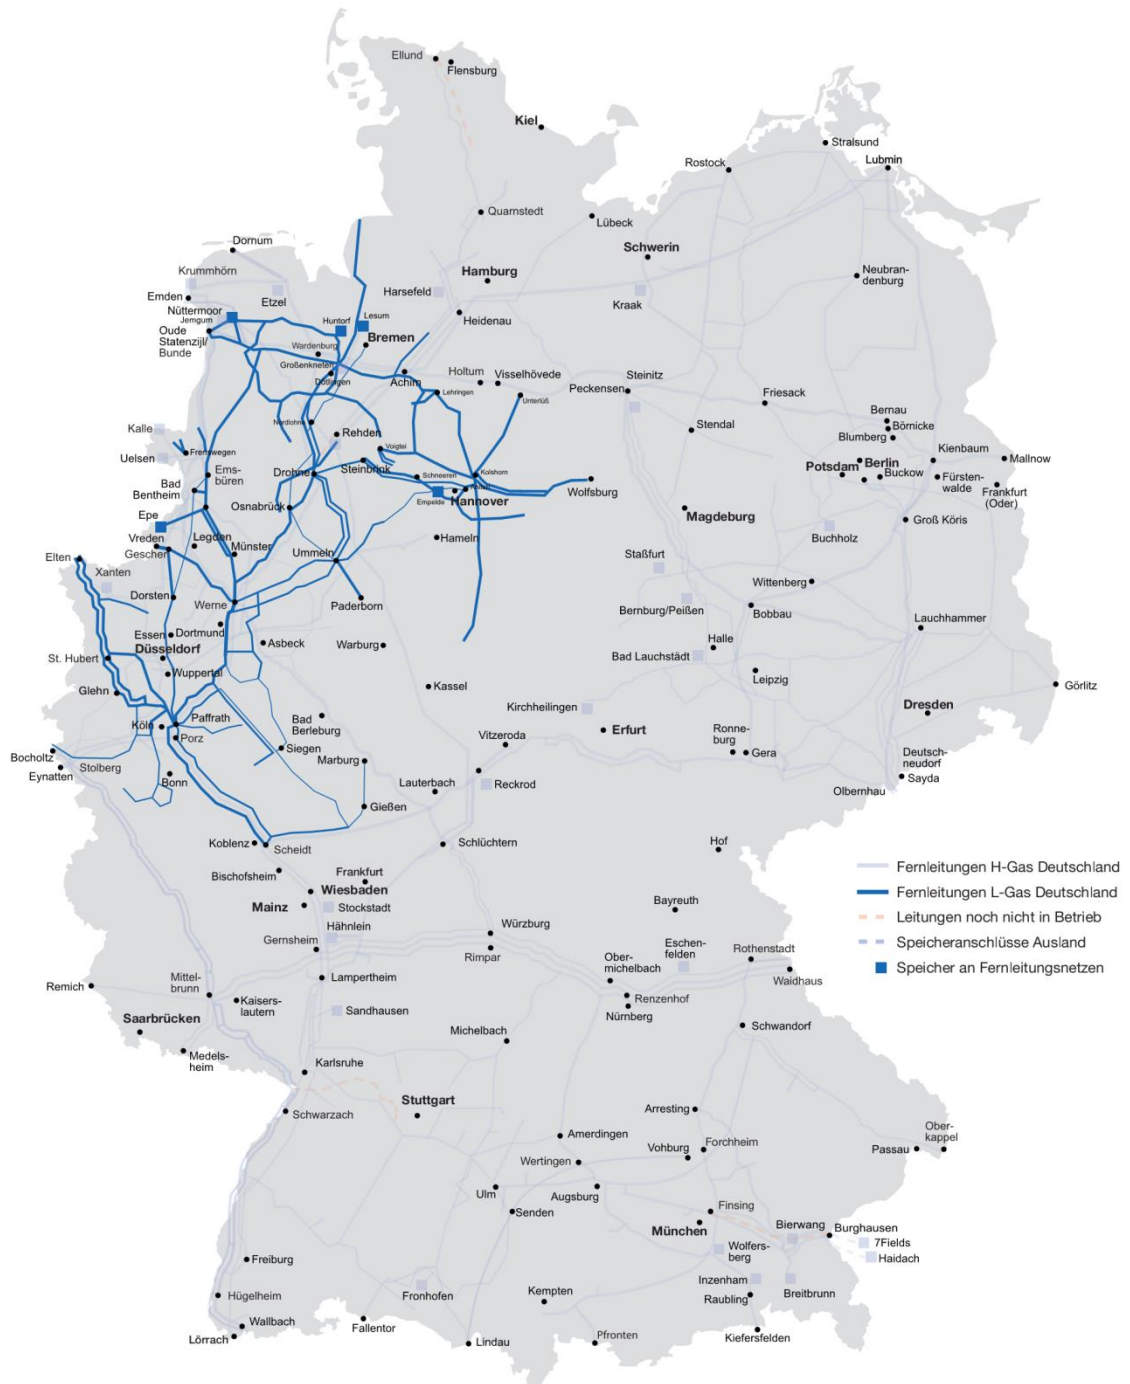 Ellund
Flensburg
Kiel
Stralsund
Rostock
Lubmin
Quarnstedt
Lübeck
Dornum
Schwerin
Krummhörn
Hamburg
Neubran-
denburg
Emden
Etzel
Harsefeld
Kraak
Nüttermoor
Jemgum
Huntorf
Lesum
Heidenau
Oude
Statenzijl/
Bunde
Bremen
Wardenburg
Großenkneten
Dötlingen
Achim
Holtum
Visselhövede
Steinitz
Peckensen
Lehringen
Unterlüß
Friesack
Bernau
Börnicke
Blumberg
Kalle
Nordlohne
Rehden
Stendal
Uelsen
Frenswegen
Voigtei
Kienbaum
Mallnow
Ems-
büren
Drohne
Steinbrink
Schneeren
Kolshorn
Potsdam
Berlin
Buckow
Fürsten-
walde
Frankfurt
(Oder)
Bad
Bentheim
Wolfsburg
Osnabrück
Empelde
Hannover
Magdeburg
Epe
Groß Köris
Buchholz
Vreden
Legden
Hameln
Gescher
Münster
Ummeln
Elten
Xanten
Staßfurt
Wittenberg
Dorsten
Werne
Paderborn
Bernburg/Peißen
Bobbau
Lauchhammer
Essen
Dortmund
Asbeck
Warburg
Halle
Düsseldorf
St. Hubert
Bad Lauchstädt
Wuppertal
Leipzig
Glehn
Kassel
Görlitz
Kirchheilingen
Dresden
Köln
Paffrath
Bad
Berleburg
Erfurt
Porz
Vitzeroda
Ronne-
burg
Gera
Bocholtz
Siegen
Deutsch-
neudorf
Eynatten
Stolberg
Marburg
Sayda
Bonn
Lauterbach
Reckrod
Olbernhau
Gießen
Koblenz
Scheidt
Schlüchtern
Hof
Bischofsheim
Frankfurt
Fernleitungen H-Gas Deutschland
Wiesbaden
Fernleitungen L-Gas Deutschland
Mainz
Stockstadt
Bayreuth
Leitungen noch nicht in Betrieb
Hähnlein
Würzburg
Speicheranschlüsse Ausland
Gernsheim
Rimpar
Eschen-
felden
Rothenstadt
Speicher an Fernleitungsnetzen
Ober-
michelbach
Mittel-
brunn
Lampertheim
Waidhaus
Remich
Kaisers-
lautern
Renzenhof
Nürnberg
Sandhausen
Saarbrücken
Michelbach
Schwandorf
Medels-
heim
Karlsruhe
Stuttgart
Schwarzach
Arresting
Amerdingen
Ober-
kappel
Vohburg
Forchheim
Passau
Wertingen
Ulm
Augsburg
Senden
Finsing
München
Bierwang
Burghausen
7Fields
Haidach
Freiburg
Wolfers-
berg
Hügelheim
Fronhofen
Kempten
Inzenham
Breitbrunn
Raubling
Wallbach
Lörrach
Fallentor
Lindau
Pfronten
Kiefersfelden